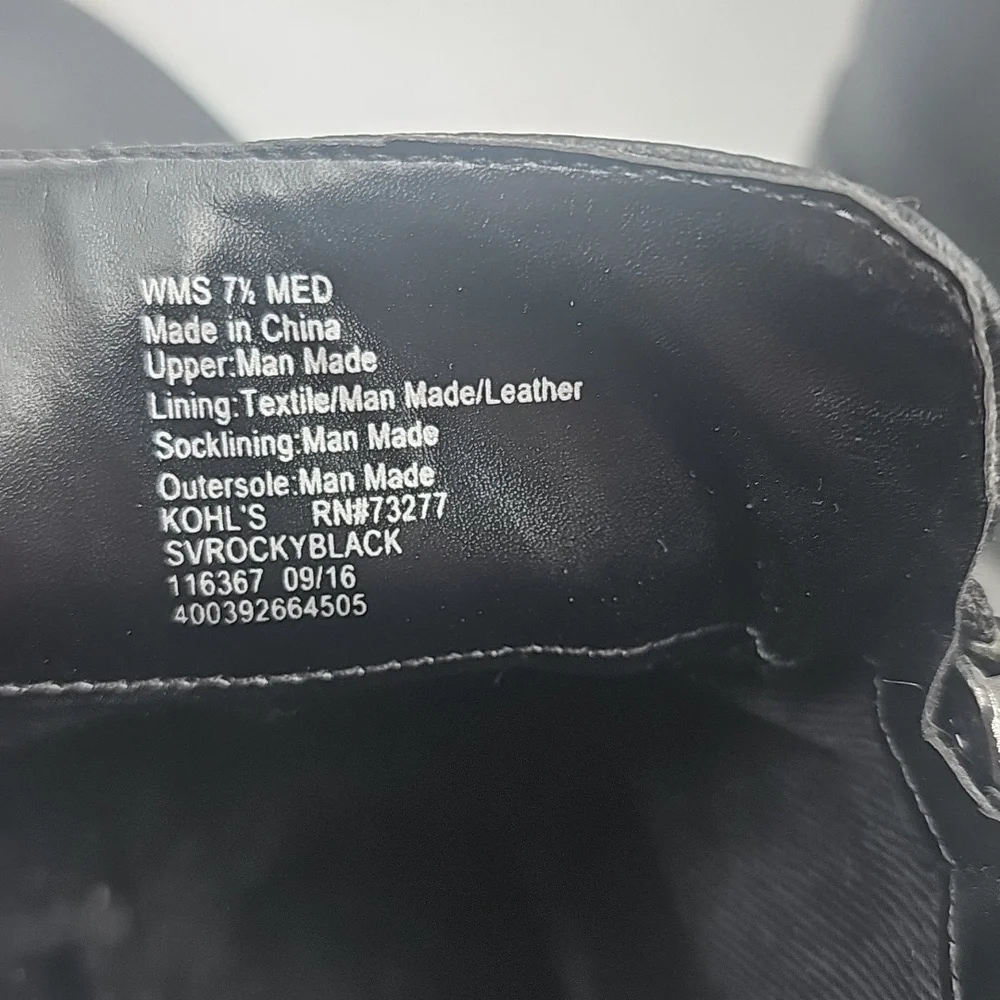 WMS 7½ MED
Made in China
Upper:Man Made
Lining:Textile/Man Made/Leather
Socklining:Man Made
Outersole:Man Made
KOHL'S RN#73277
SVROCKYBLACK
116367 09/16
400392664505